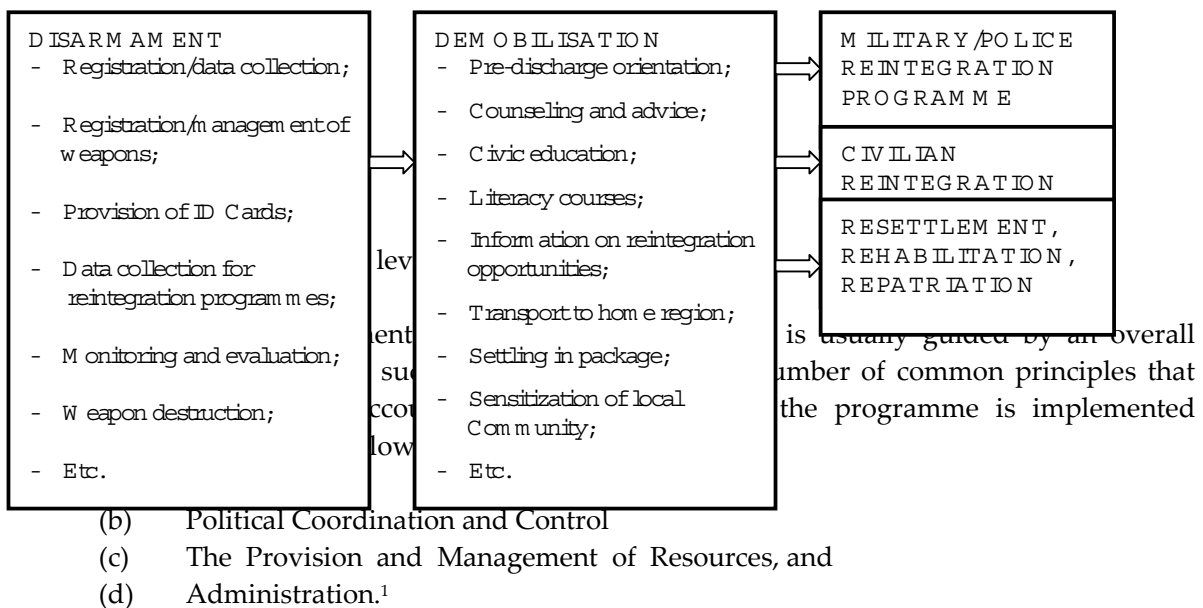 DISARMAMENT
- Registration/data collection;
- Registration/management of
weapons;
- Provision of ID Cards;
- Data collection for
reintegration programmes;
- Monitoring and evaluation;
- Weapon destruction;
- Etc.
DEMOBILISATION
- Pre-discharge orientation;
- Counseling and advice;
- Civic education;
- Literacy courses;
- Information on reintegration
opportunities;
- Transport to home region;
- Settling in package;
- Sensitization of local
Community;
- Etc.
MILITARY/POLICE
REINTEGRATION
PROGRAMME
CIVILIAN
REINTEGRATION
RESETTLEMENT,
REHABILITATION,
REPATRIATION
lev
ent is usually guided by an overall
suc umber of common principles that
ccou the programme is implemented
low
(b) Political Coordination and Control
(c) The Provision and Management of Resources, and
(d) Administration.¹